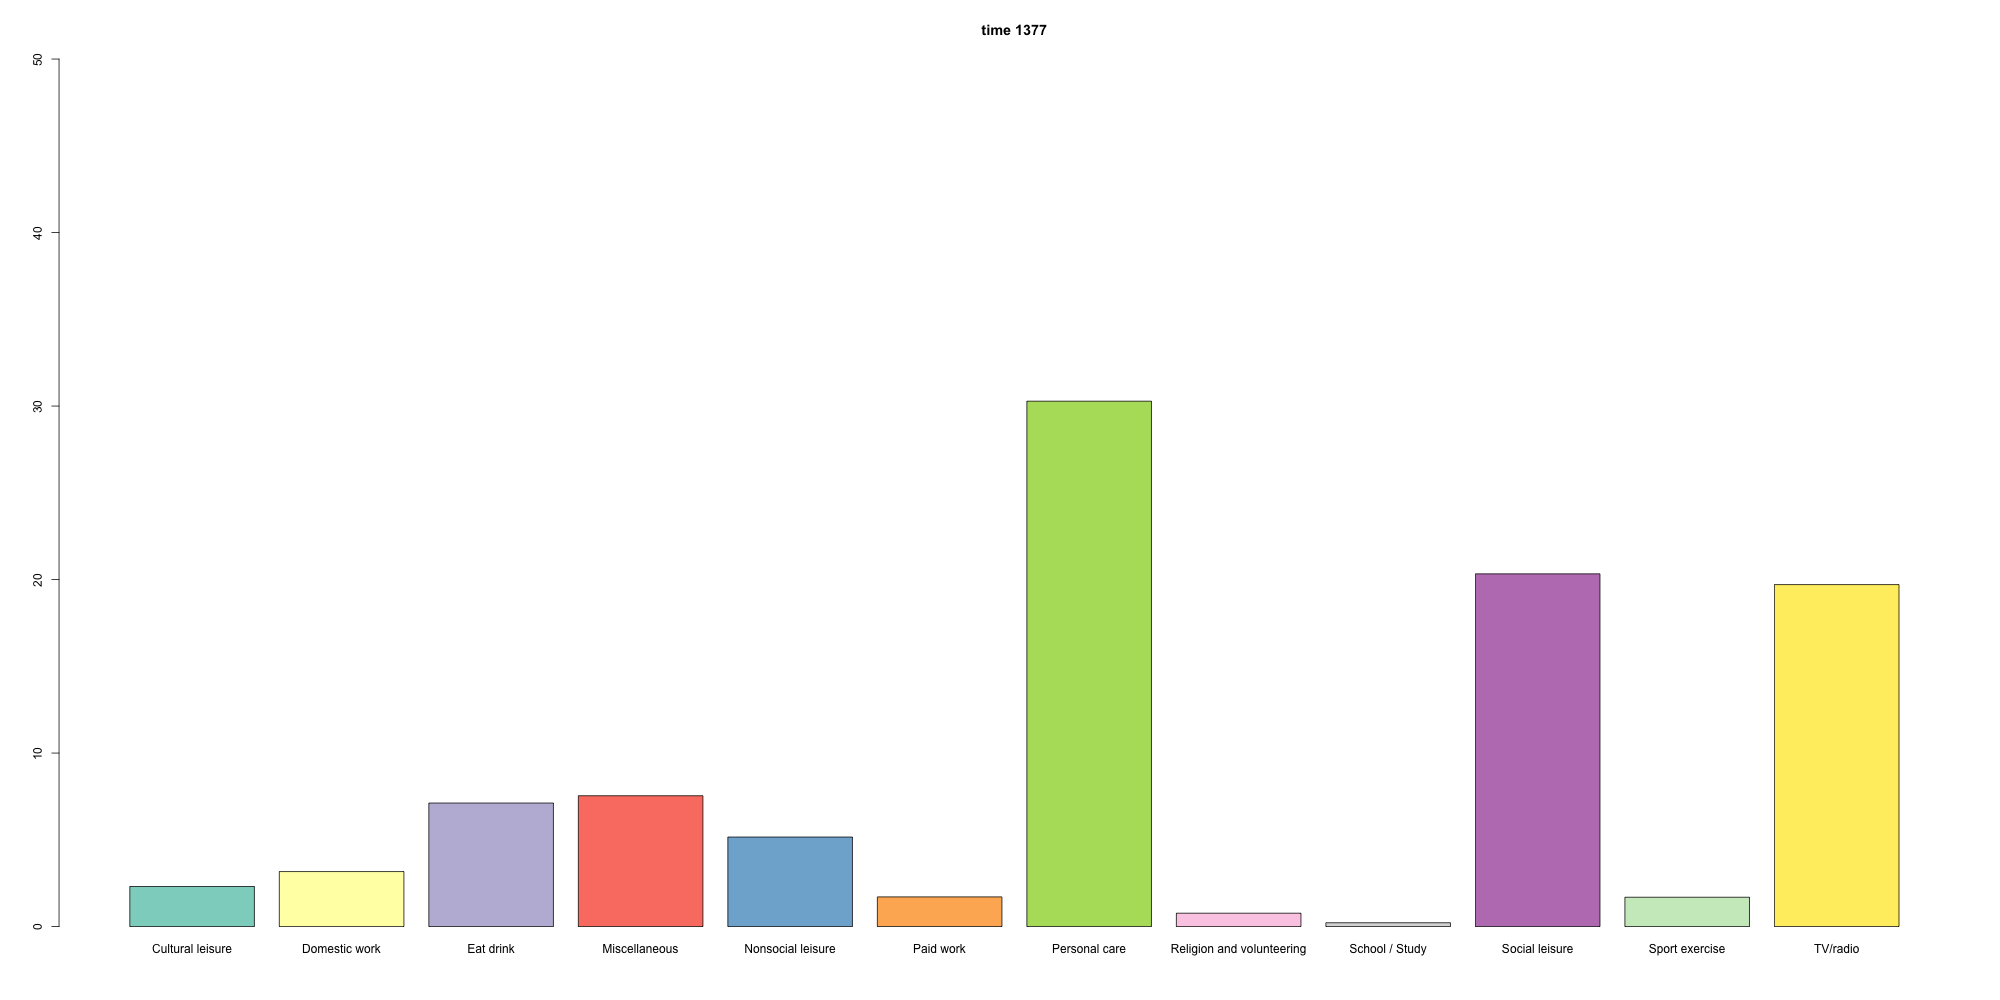 time 1377
50
40
30
20
10
0
Cultural leisure
Domestic work
Eat drink
Miscellaneous
Nonsocial leisure
Paid work
Personal care
Religion and volunteering
School / Study
Social leisure
Sport exercise
TV/radio